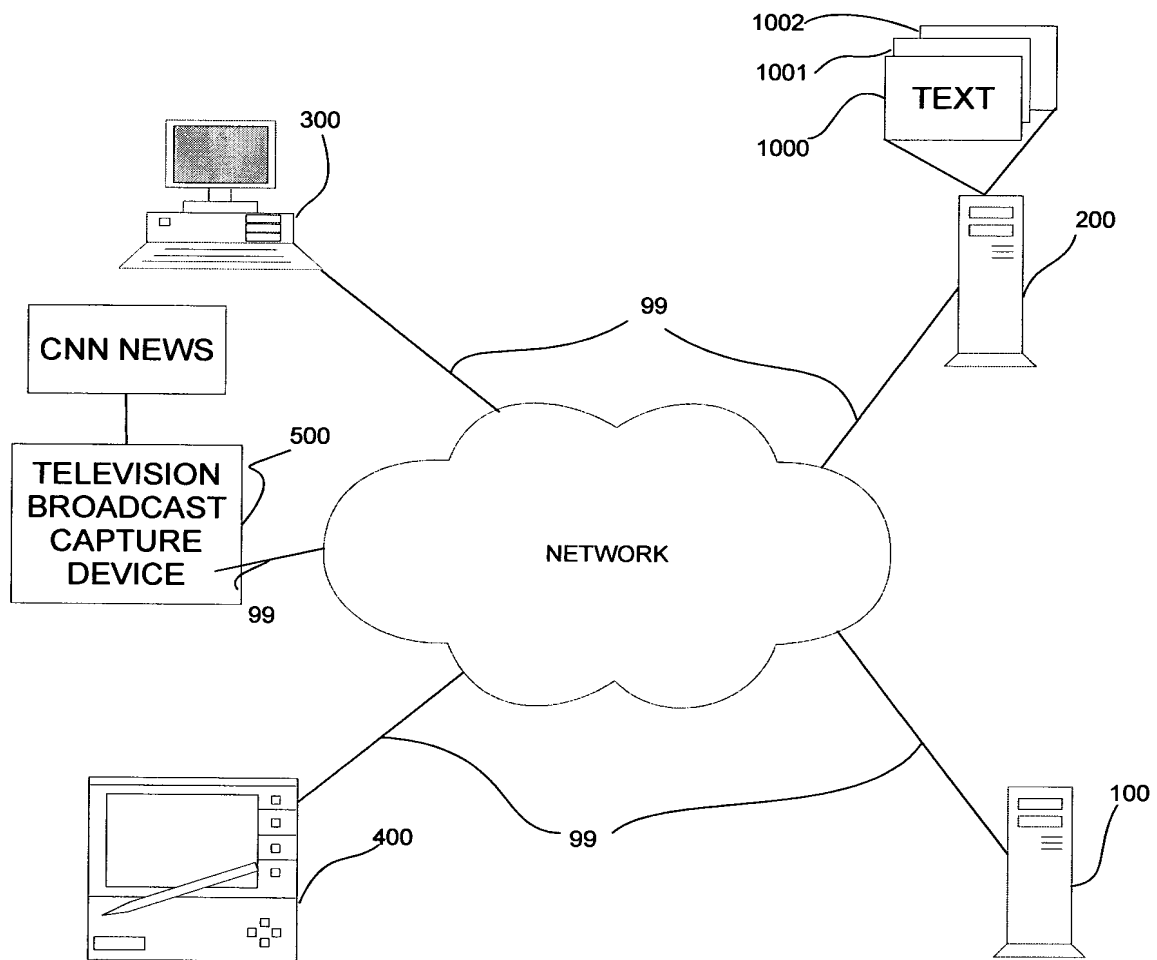 1002
1001
TEXT
1000
300
200
99
CNN NEWS
500
TELEVISION
BROADCAST
CAPTURE
DEVICE
NETWORK
99
100
99
400